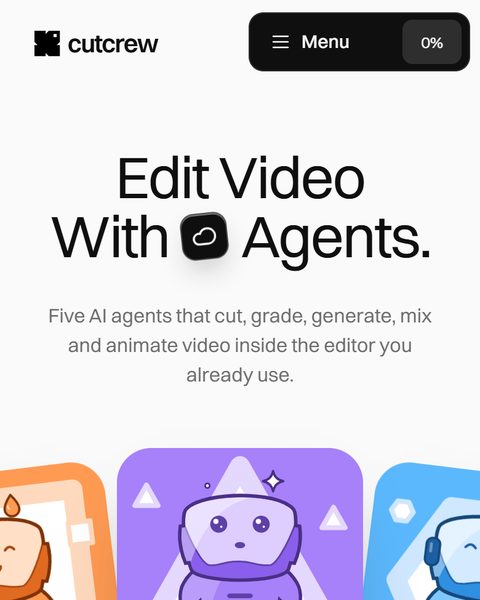 cutcrew
Menu
0%
Edit Video
With Agents.
Five AI agents that cut, grade, generate, mix
and animate video inside the editor you
already use.